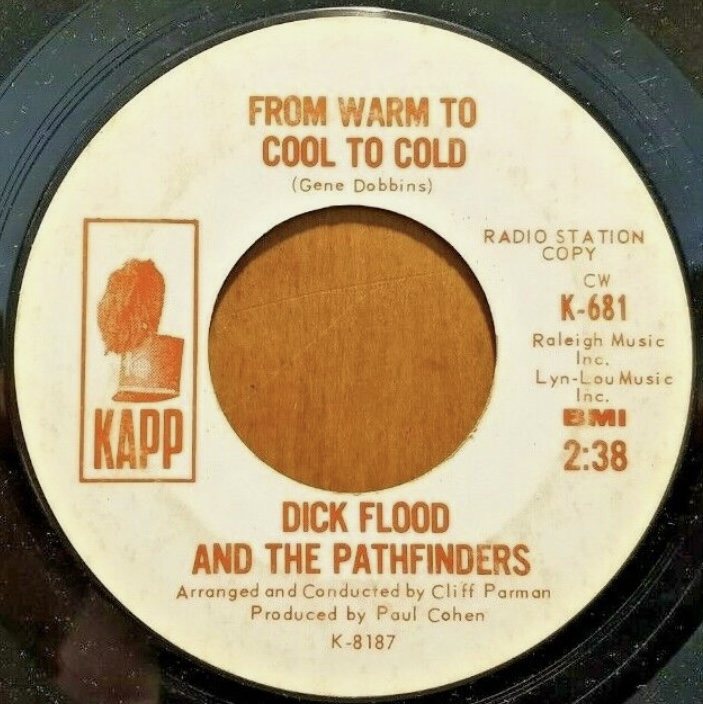 FROM WARM TO
COOL TO COLD
(Gene Dobbins)
RADIO STATION
COPY
CW
K-681
Raleigh Music
Inc.
Lyn-Lou Music
Inc.
BMI
2:38
KAPP
DICK FLOOD
AND THE PATHFINDERS
Arranged and Conducted by Cliff Parman
Produced by Paul Cohen
K-8187